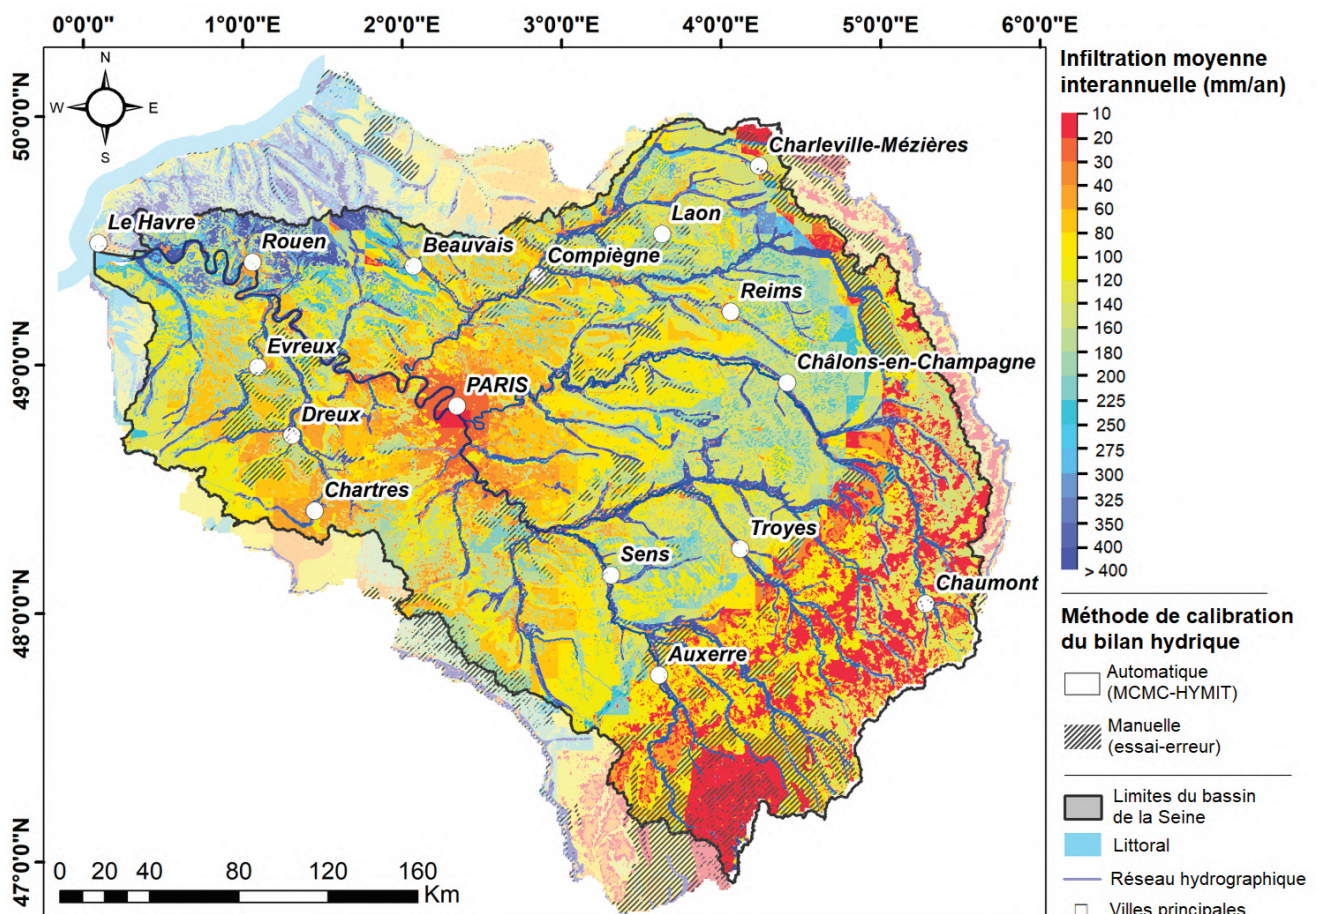 0°0'0"
1°0'0"E
2°0'0"E
3°0'0"E
4°0'0"E
5°0'0"E
6°0'0"E
50°0'0"N
49°0'0"N
48°0'0"N
47°0'0"N
N
W
E
S
Le Havre
Rouen
Beauvais
Compiègne
Laon
Charleville-Mézières
Reims
Evreux
Châlons-en-Champagne
PARIS
Dreux
Chartres
Sens
Troyes
Chaumont
Auxerre
0 20 40 80 120 160
Km
Infiltration moyenne
interannuelle (mm/an)
10
20
30
40
60
80
100
120
140
160
180
200
225
250
275
300
325
350
400
> 400
Méthode de calibration
du bilan hydrique
Automatique
(MCMC-HYMIT)
Manuelle
(essai-erreur)
Limites du bassin
de la Seine
Littoral
Réseau hydrographique
Villes principales